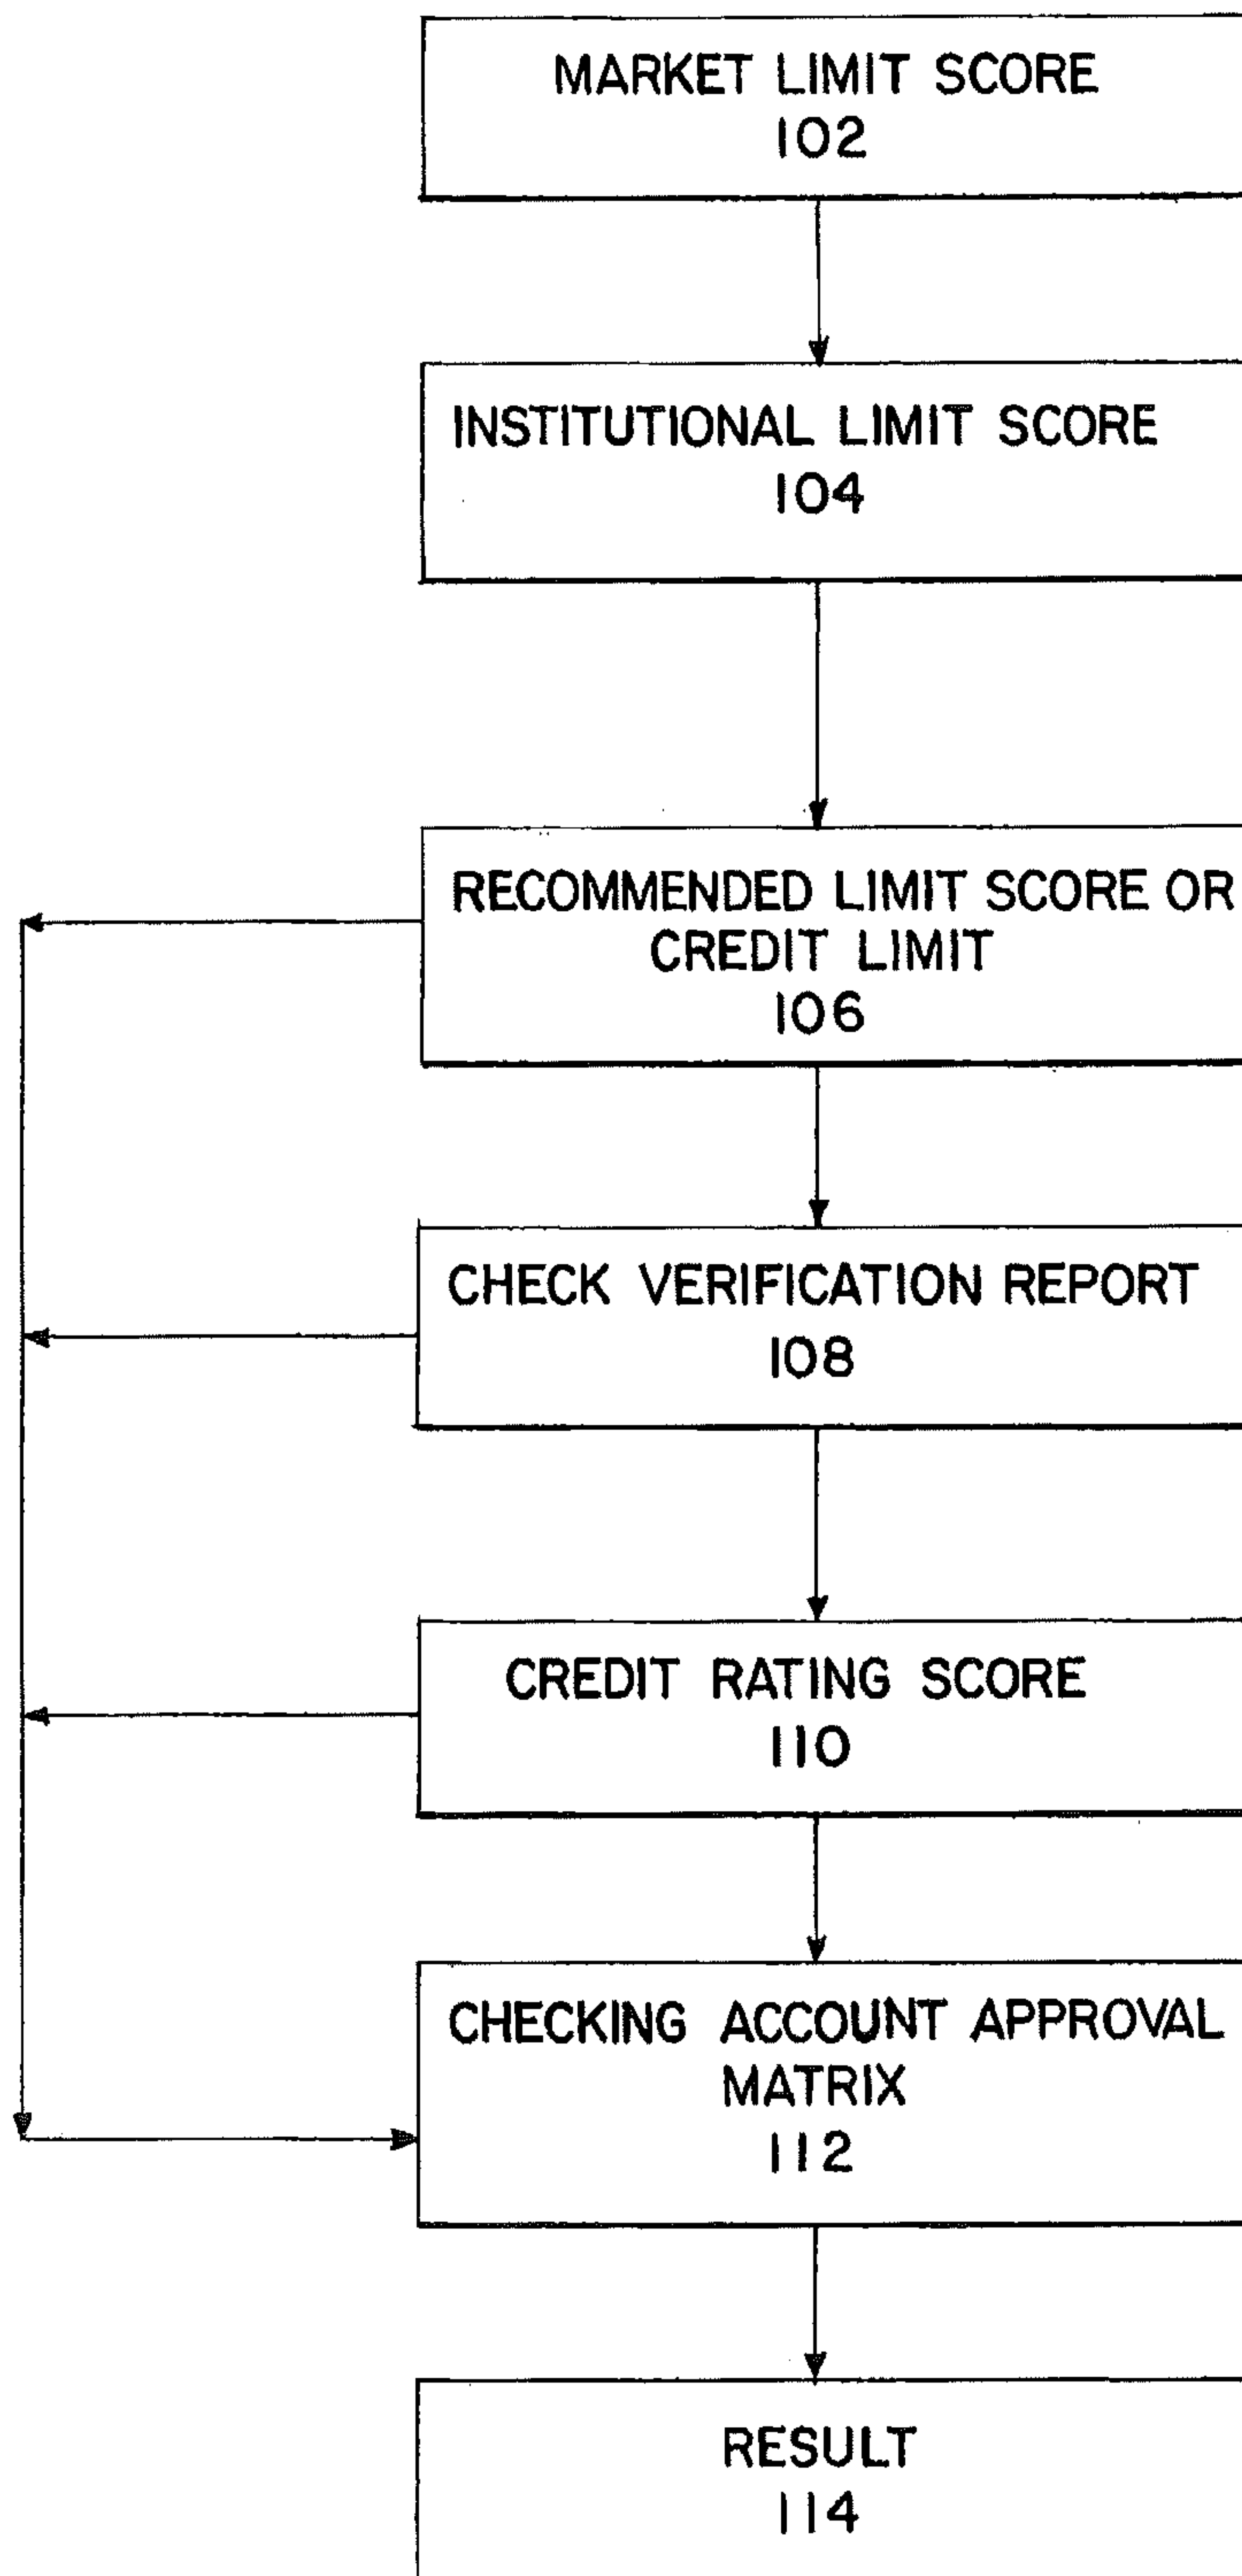 MARKET LIMIT SCORE
102
INSTITUTIONAL LIMIT SCORE
104
RECOMMENDED LIMIT SCORE OR
CREDIT LIMIT
106
CHECK VERIFICATION REPORT
108
CREDIT RATING SCORE
110
CHECKING ACCOUNT APPROVAL
MATRIX
112
RESULT
114